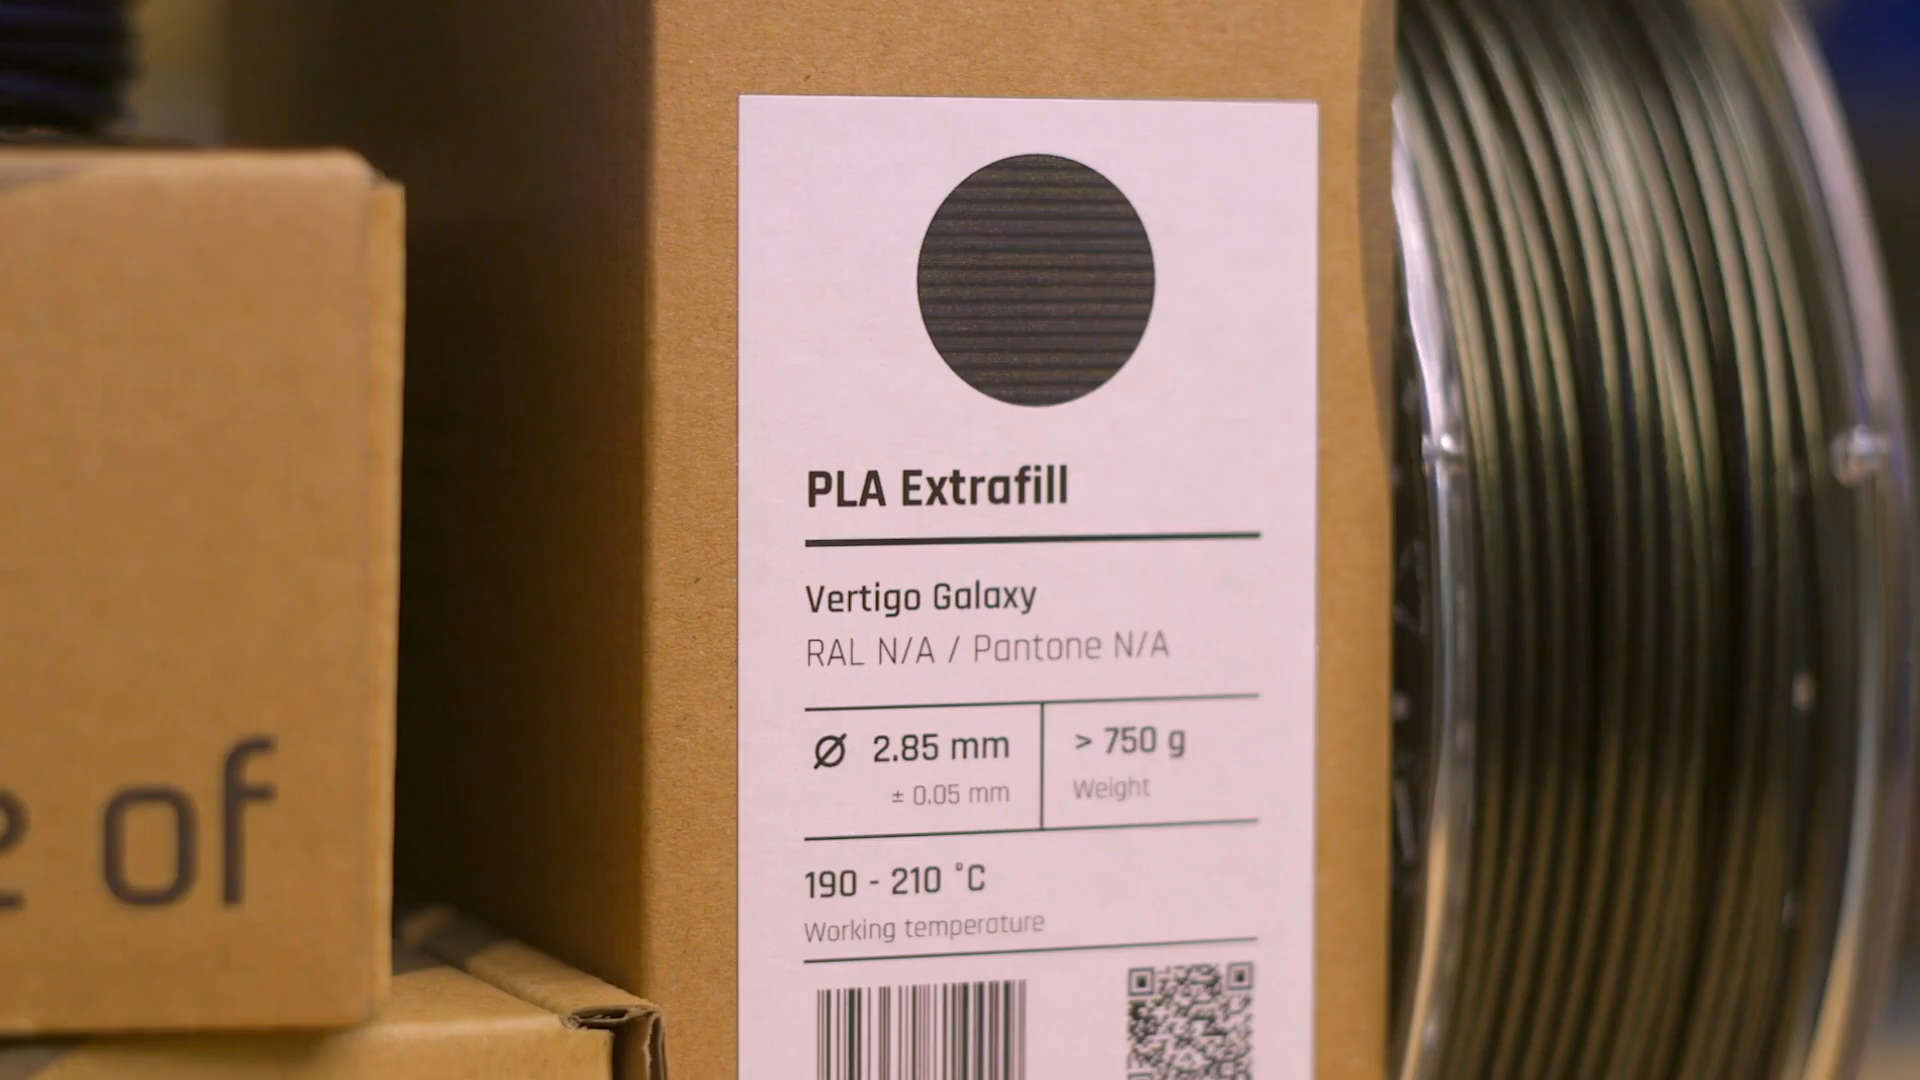 of
PLA Extrafill
Vertigo Galaxy
RAL N/A / Pantone N/A
Ø 2.85 mm
± 0.05 mm
> 750 g
Weight
190 - 210 °C
Working temperature